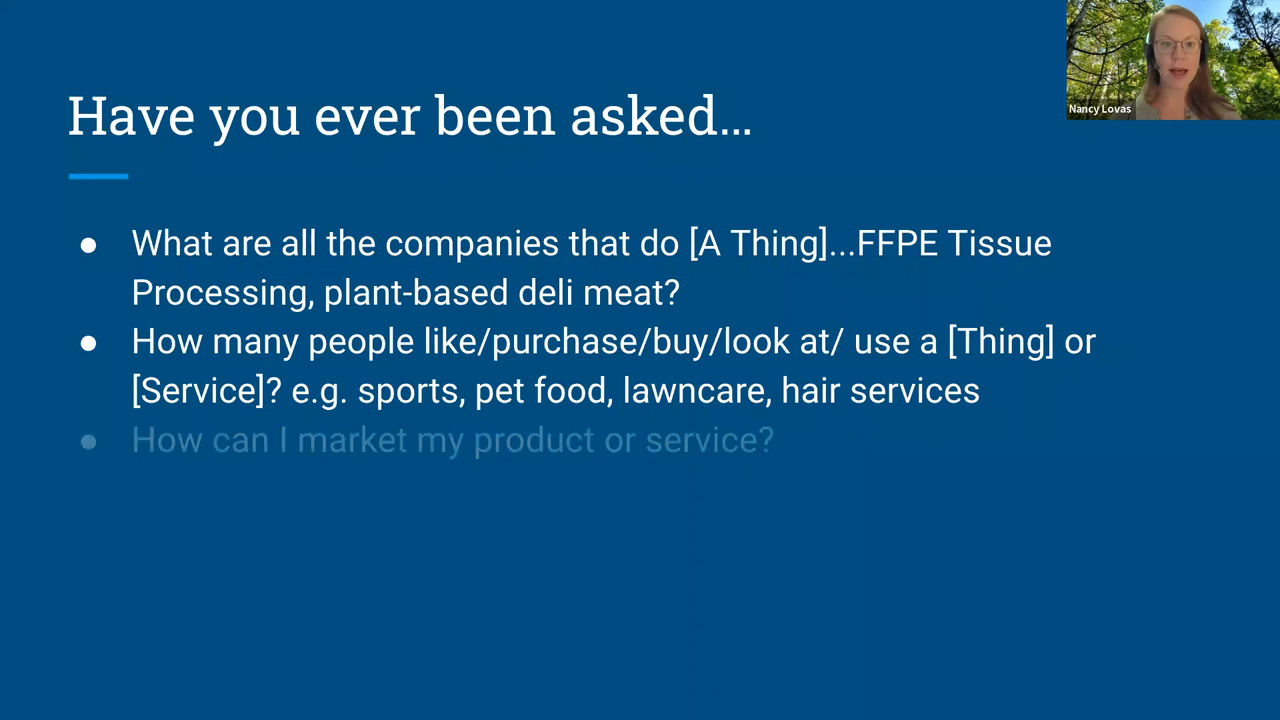 Have you ever been asked...
● What are all the companies that do [A Thing]...FFPE Tissue
Processing, plant-based deli meat?
● How many people like/purchase/buy/look at/ use a [Thing] or
[Service]? e.g. sports, pet food, lawncare, hair services
● How can I market my product or service?
Nancy Lovas